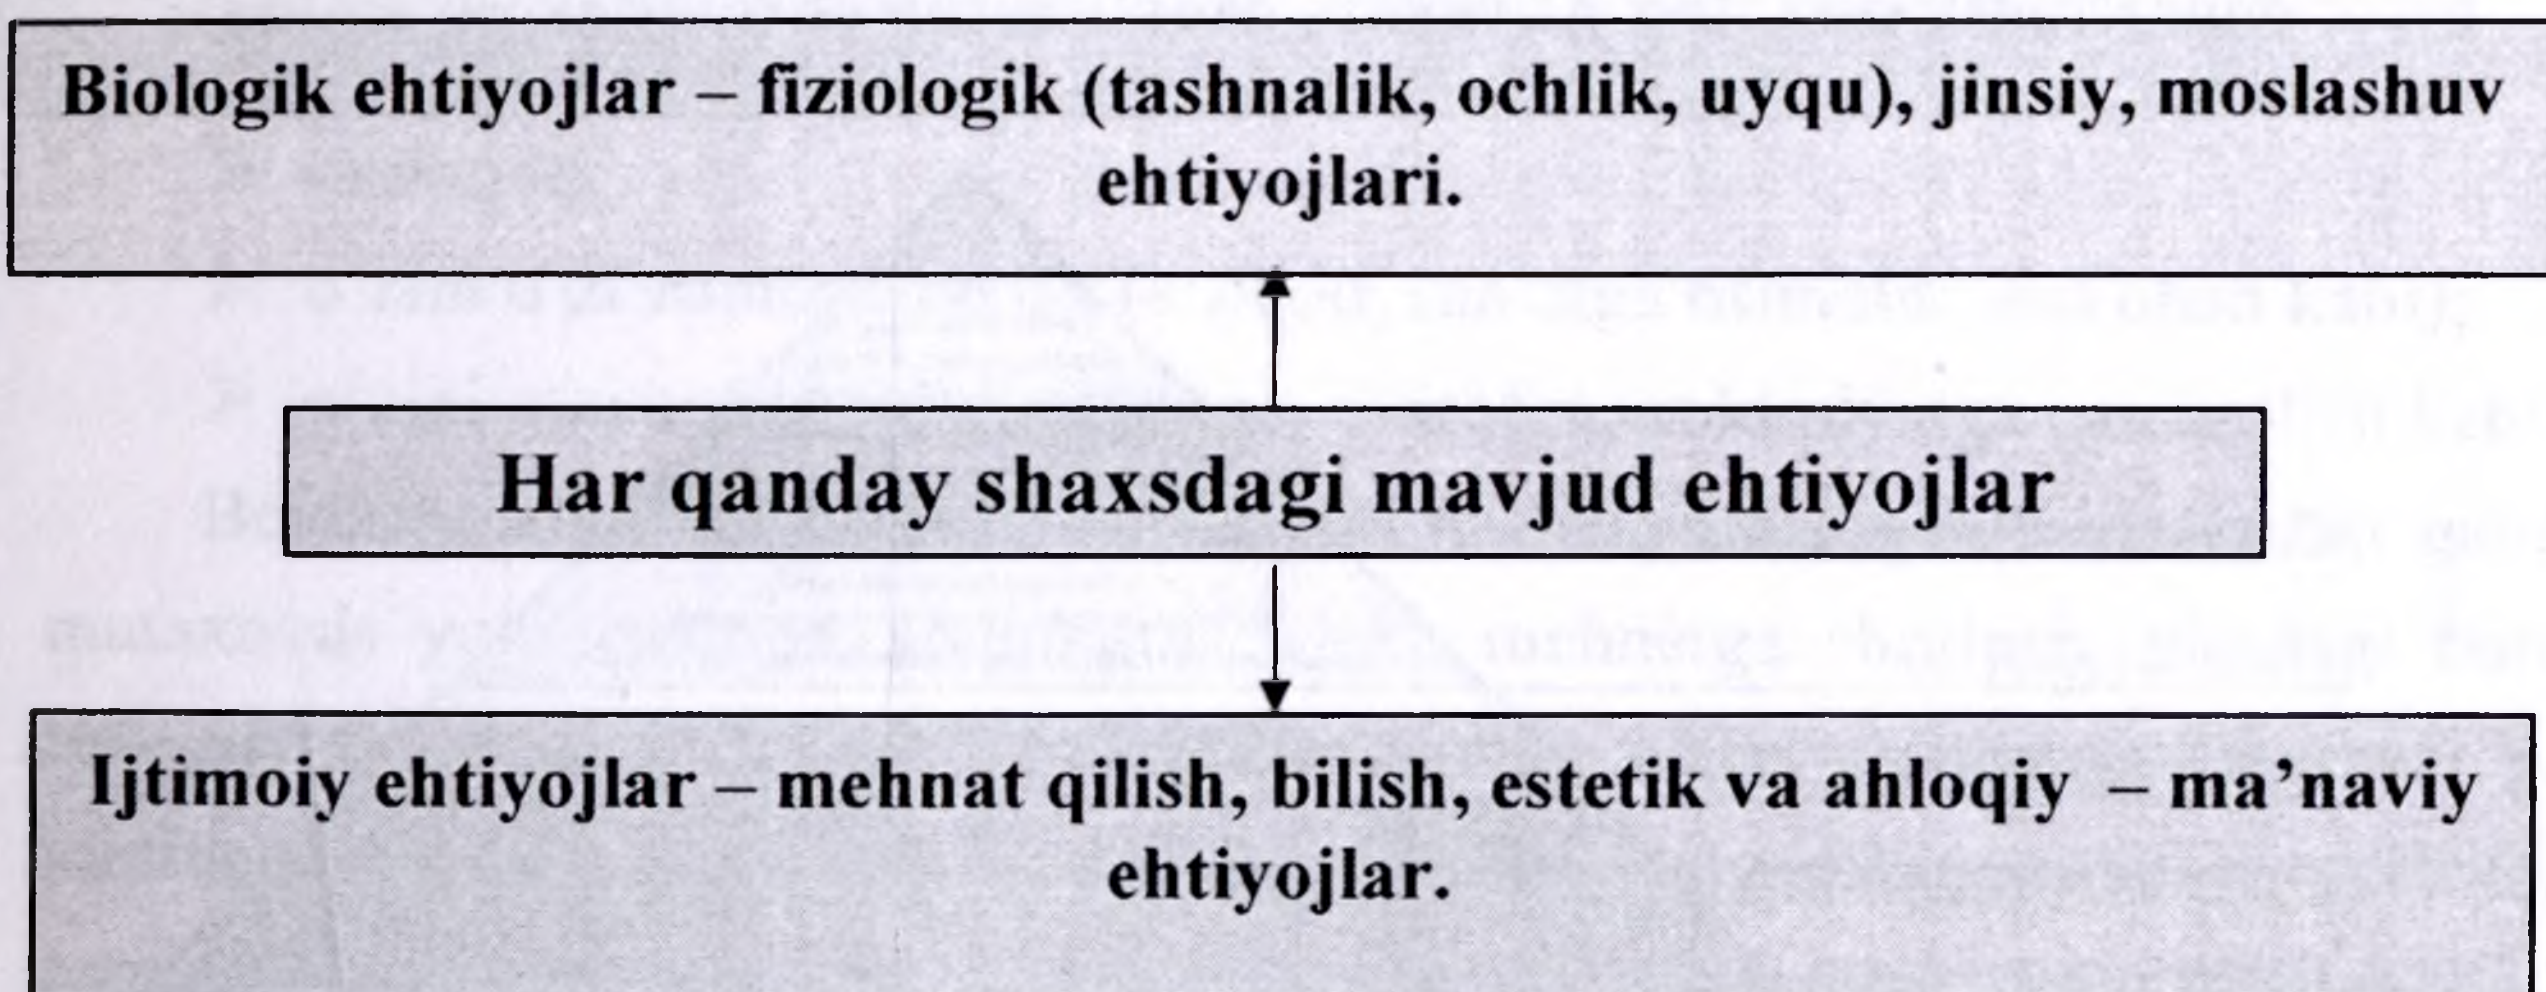 Biologik ehtiyojlar – fiziologik (tashnalik, ochlik, uyqu), jinsiy, moslashuv
ehtiyojlari.
Har qanday shaxsdagi mavjud ehtiyojlar
Ijtimoiy ehtiyojlar – mehnat qilish, bilish, estetik va ahloqiy – ma’naviy
ehtiyojlar.